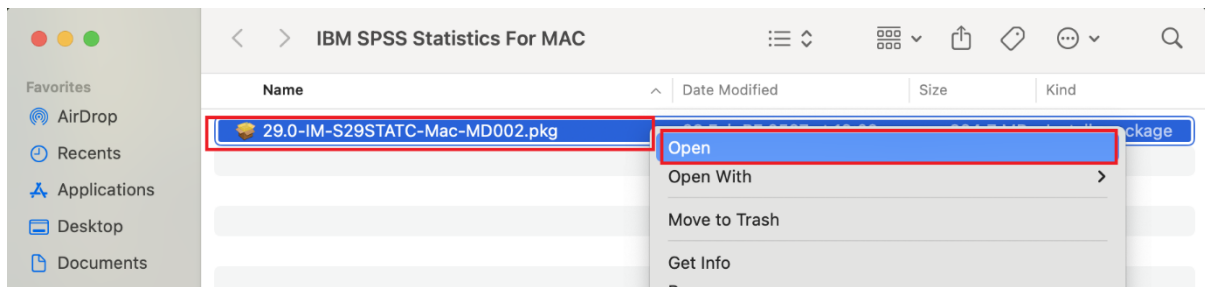 IBM SPSS Statistics For MAC
Favorites
AirDrop
Recents
Applications
Desktop
Documents
Name Date Modified Size Kind
29.0-IM-S29STATC-Mac-MD002.pkg ckage
Open
Open With
Move to Trash
Get Info